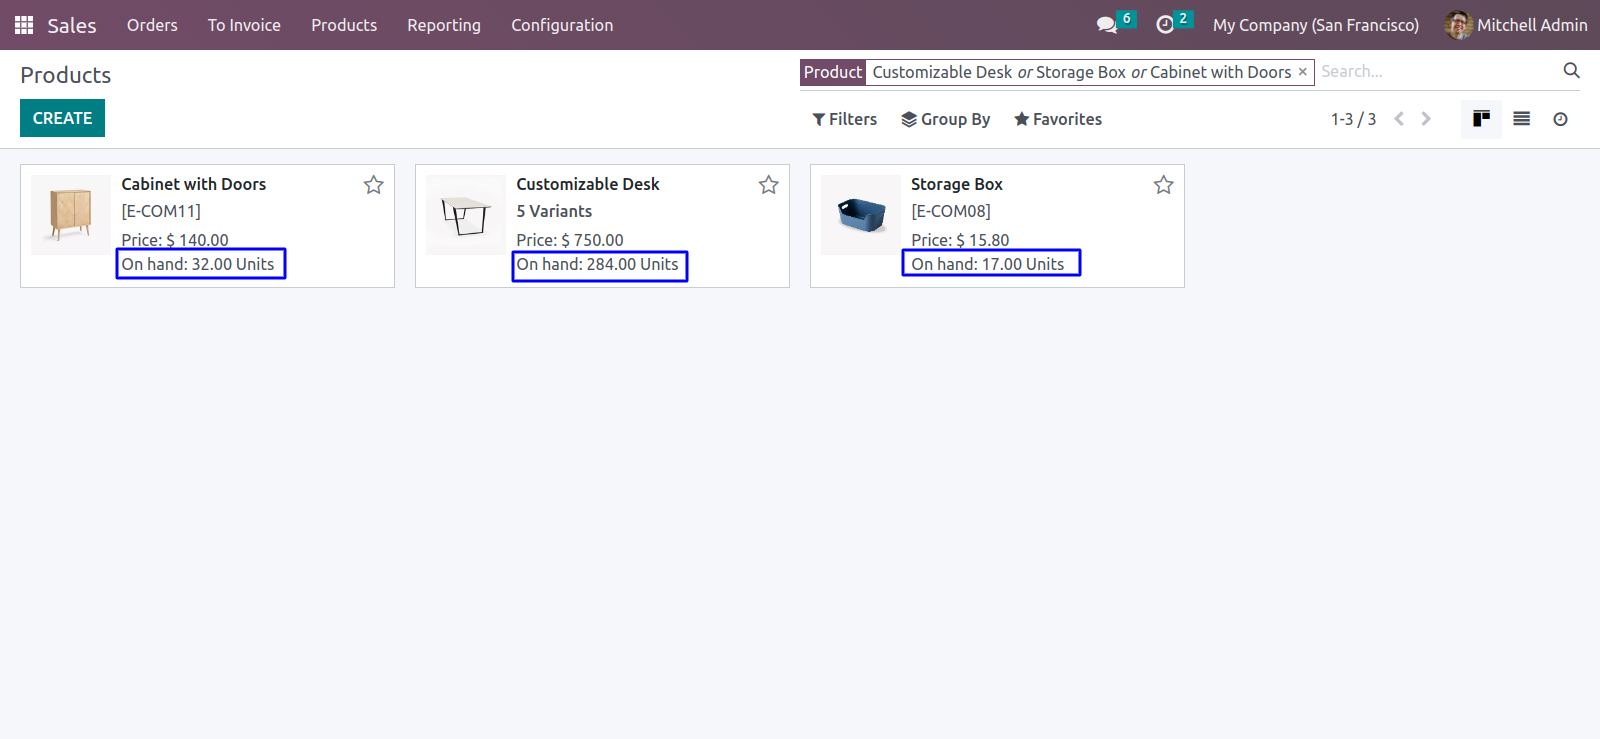 Sales Orders To Invoice Products Reporting Configuration 6 2 My Company (San Francisco) Mitchell Admin
Products
Product Customizable Desk or Storage Box or Cabinet with Doors × Search...
CREATE
Filters Group By Favorites 1-3 / 3
Cabinet with Doors
[E-COM11]
Price: $ 140.00
On hand: 32.00 Units
Customizable Desk
5 Variants
Price: $ 750.00
On hand: 284.00 Units
Storage Box
[E-COM08]
Price: $ 15.80
On hand: 17.00 Units